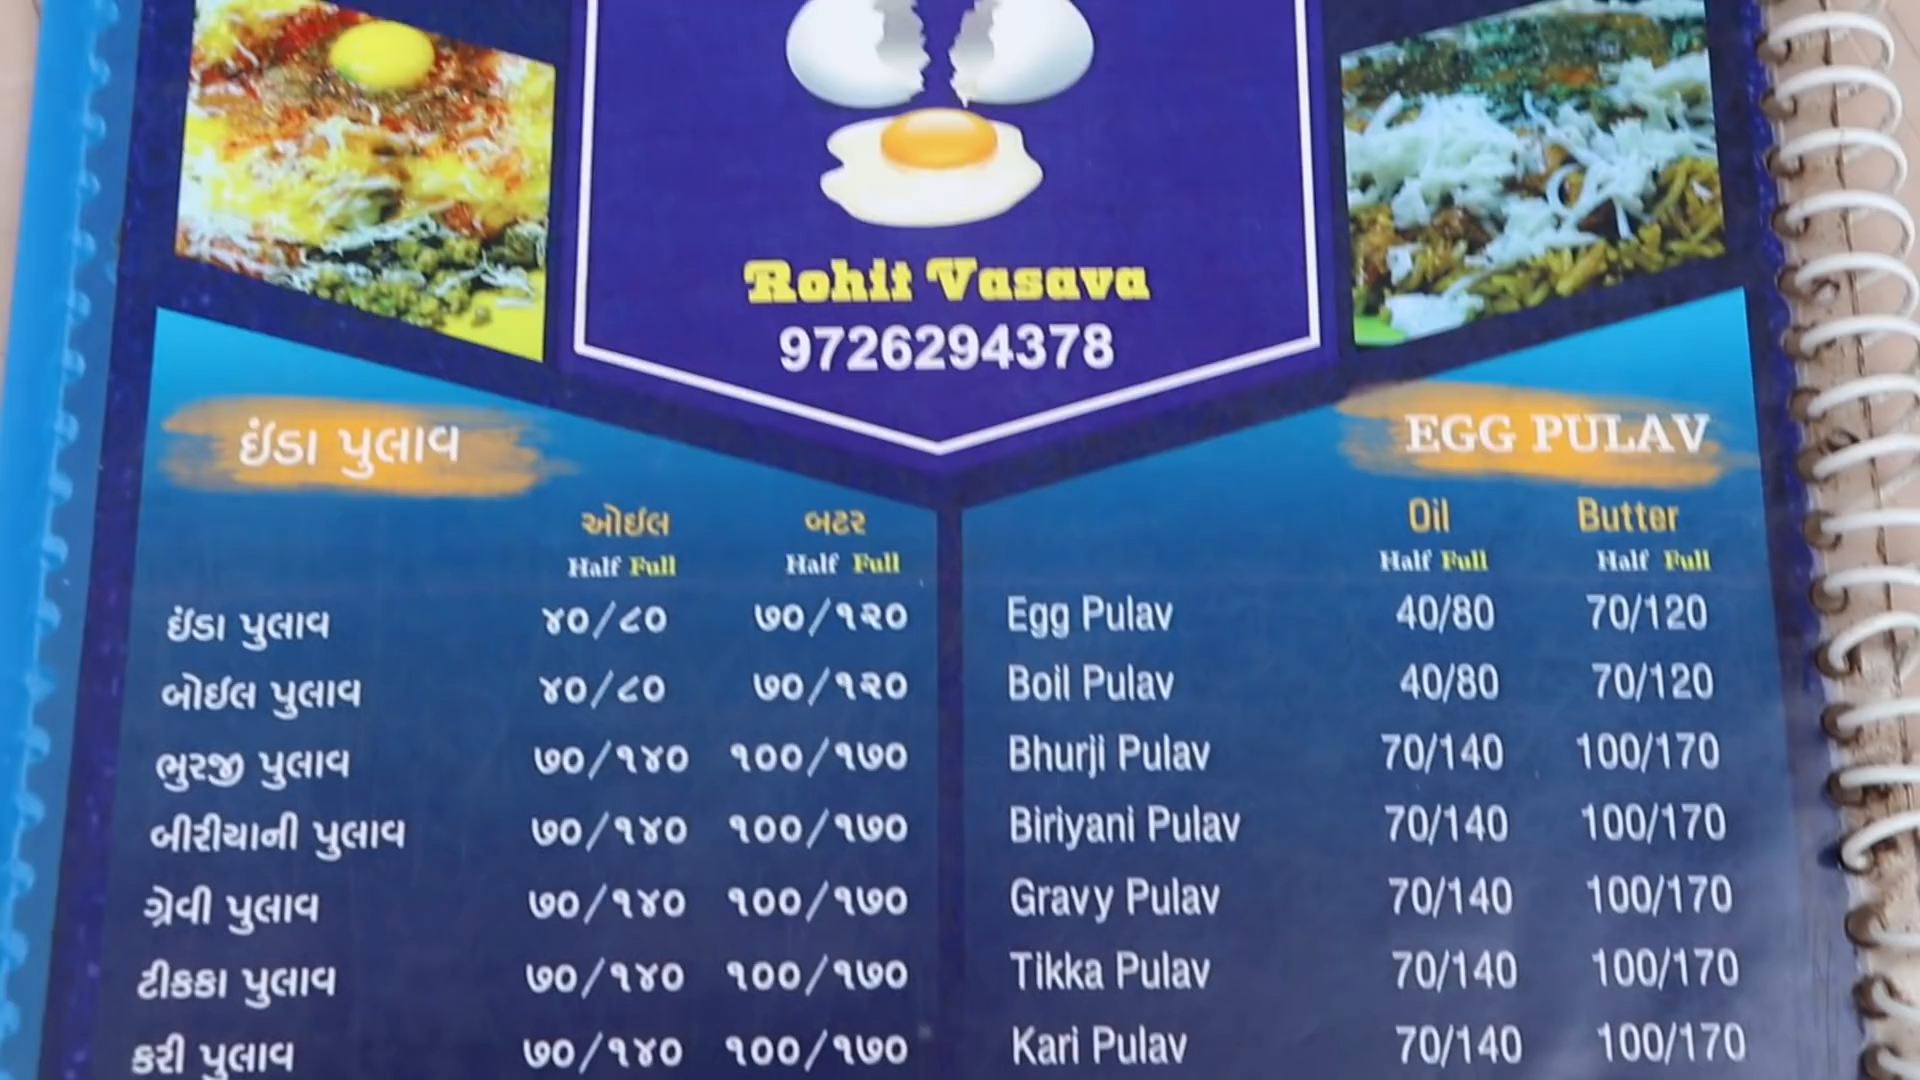 Rohit Vasava
9726294378
ઈંડા પુલાવ
ઓઈલ બટર
Half Full Half Full
ઈંડા પુલાવ ૪૦/૮૦ ૭૦/૧૨૦
બોઈલ પુલાવ ૪૦/૮૦ ૭૦/૧૨૦
ભુરજી પુલાવ ૭૦/૧૪૦ ૧૦૦/૧૭૦
બીરીયાની પુલાવ ૭૦/૧૪૦ ૧૦૦/૧૭૦
ગ્રેવી પુલાવ ૭૦/૧૪૦ ૧૦૦/૧૭૦
ટીકકા પુલાવ ૭૦/૧૪૦ ૧૦૦/૧૭૦
કરી પુલાવ ૭૦/૧૪૦ ૧૦૦/૧૭૦
EGG PULAV
Oil Butter
Half Full Half Full
Egg Pulav 40/80 70/120
Boil Pulav 40/80 70/120
Bhurji Pulav 70/140 100/170
Biriyani Pulav 70/140 100/170
Gravy Pulav 70/140 100/170
Tikka Pulav 70/140 100/170
Kari Pulav 70/140 100/170